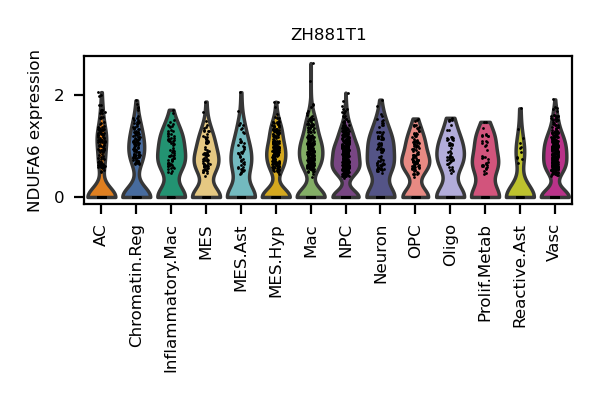 ZH881T1
NDUFA6 expression
2
0
AC
Chromatin.Reg
Inflammatory.Mac
MES
MES.Ast
MES.Hyp
Mac
NPC
Neuron
OPC
Oligo
Prolif.Metab
Reactive.Ast
Vasc